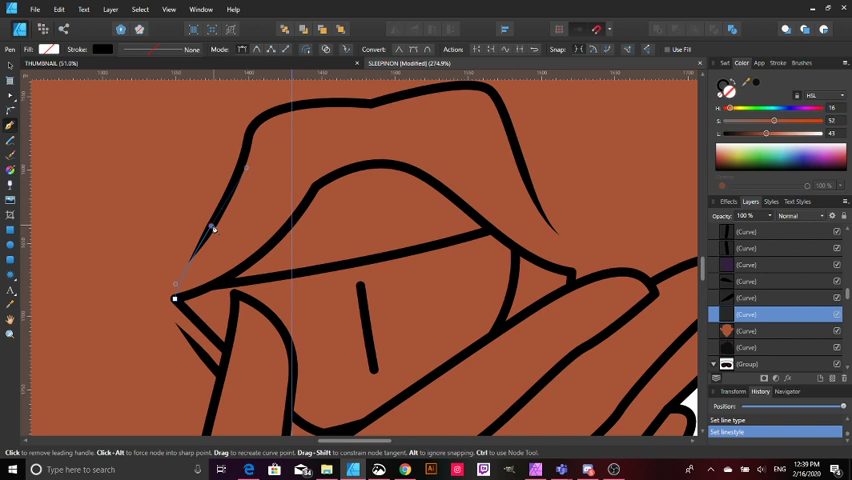 File Edit Text Layer Select Arrange View Window Help
Pen Fill: Stroke: None Mode: Convert: Action: Snap: Use Fill
THUMBNAIL (51.0%) × SLEEPINON [Modified] (274.9%) ×
Set Color App Stroke Brushes
HSL
H: 16
S: 52
L: 43
Opacity 100 %
Effects Layers Styles Text Styles
Opacity: 100 % Normal
(Curve)
(Curve)
(Curve)
(Curve)
(Curve)
(Curve)
(Curve)
(Curve)
(Group)
Transform History Navigator
Position:
Set line type
Set linestyle
Click to remove leading handle. Click+Alt to force node into sharp point. Drag to recreate curve point. Drag+Shift to constrain node tangent. Alt to ignore snapping. Ctrl to use Node Tool.
Type here to search
12:39 PM
2/16/2020